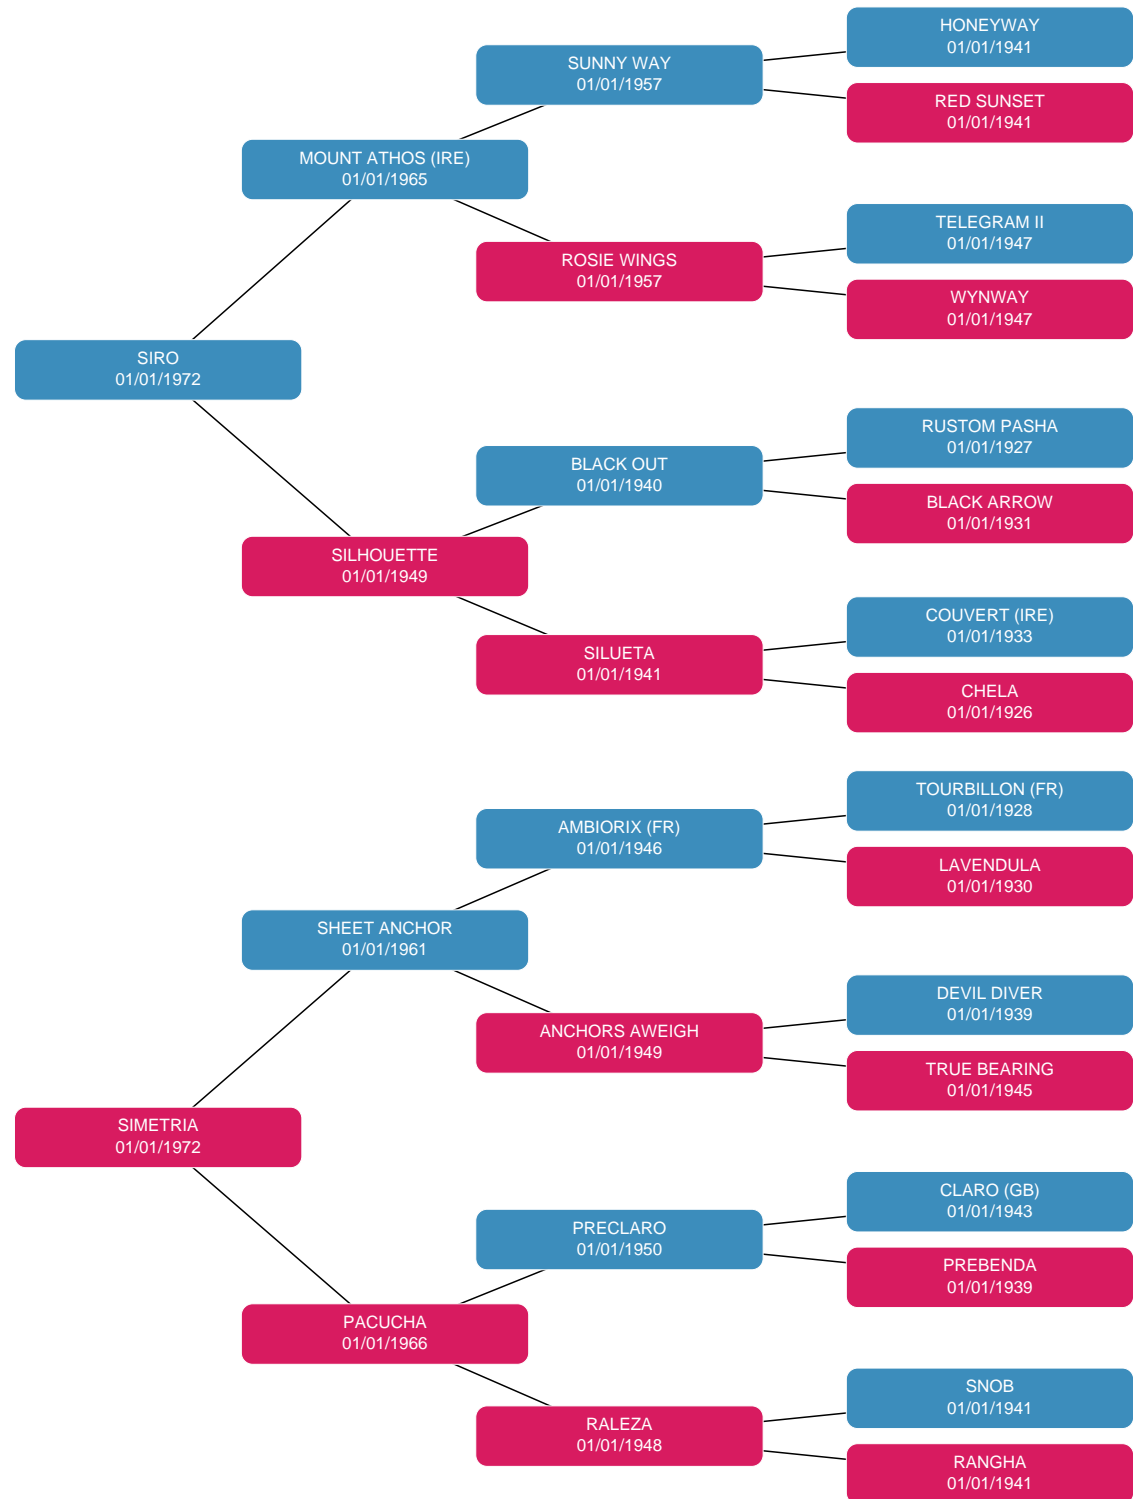 HONEYWAY
01/01/1941
SUNNY WAY
01/01/1957
RED SUNSET
01/01/1941
MOUNT ATHOS (IRE)
01/01/1965
TELEGRAM II
01/01/1947
ROSIE WINGS
01/01/1957
WYNWAY
01/01/1947
SIRO
01/01/1972
RUSTOM PASHA
01/01/1927
BLACK OUT
01/01/1940
BLACK ARROW
01/01/1931
SILHOUETTE
01/01/1949
COUVERT (IRE)
01/01/1933
SILUETA
01/01/1941
CHELA
01/01/1926
TOURBILLON (FR)
01/01/1928
AMBIORIX (FR)
01/01/1946
LAVENDULA
01/01/1930
SHEET ANCHOR
01/01/1961
DEVIL DIVER
01/01/1939
ANCHORS AWEIGH
01/01/1949
TRUE BEARING
01/01/1945
SIMETRIA
01/01/1972
CLARO (GB)
01/01/1943
PRECLARO
01/01/1950
PREBENDA
01/01/1939
PACUCHA
01/01/1966
SNOB
01/01/1941
RALEZA
01/01/1948
RANGHA
01/01/1941